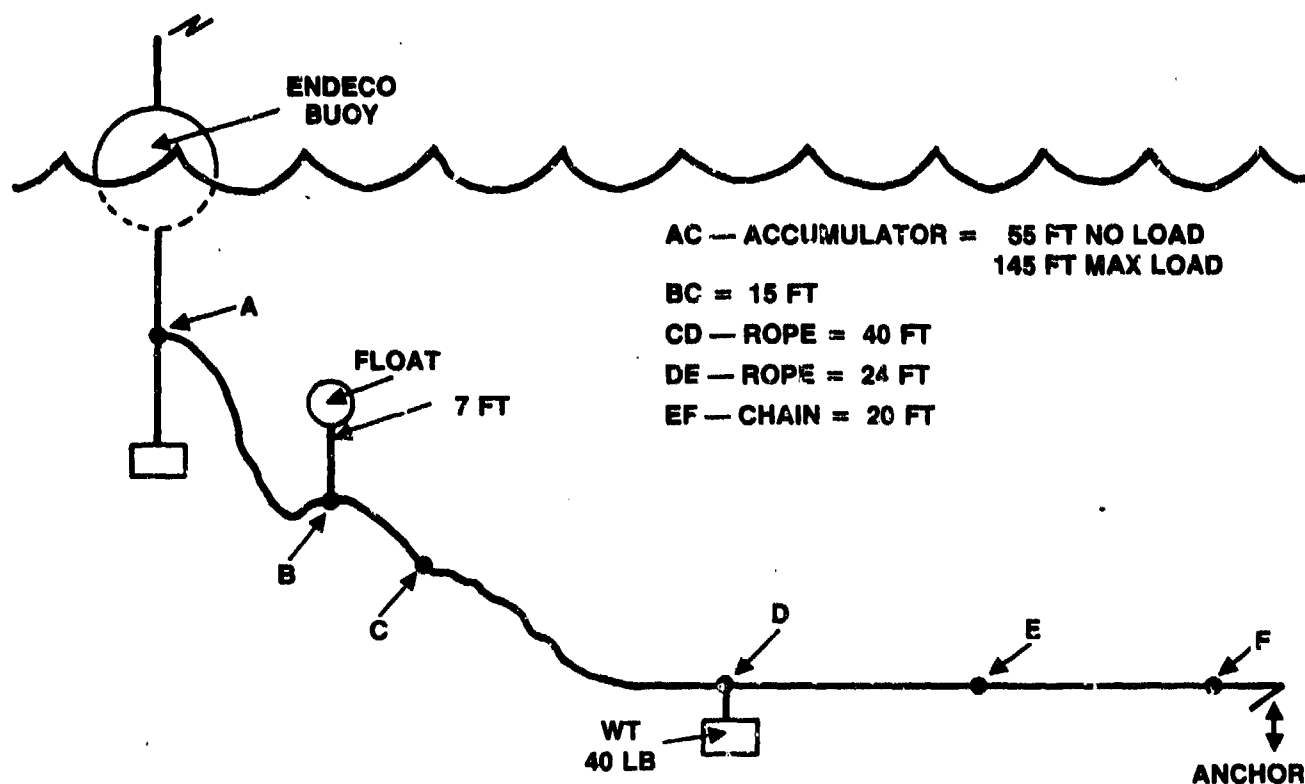 ENDECO
BUOY
AC — ACCUMULATOR = 55 FT NO LOAD
145 FT MAX LOAD
BC = 15 FT
CD — ROPE = 40 FT
DE — ROPE = 24 FT
EF — CHAIN = 20 FT
A
FLOAT
7 FT
B
C
D
E
F
WT
40 LB
ANCHOR